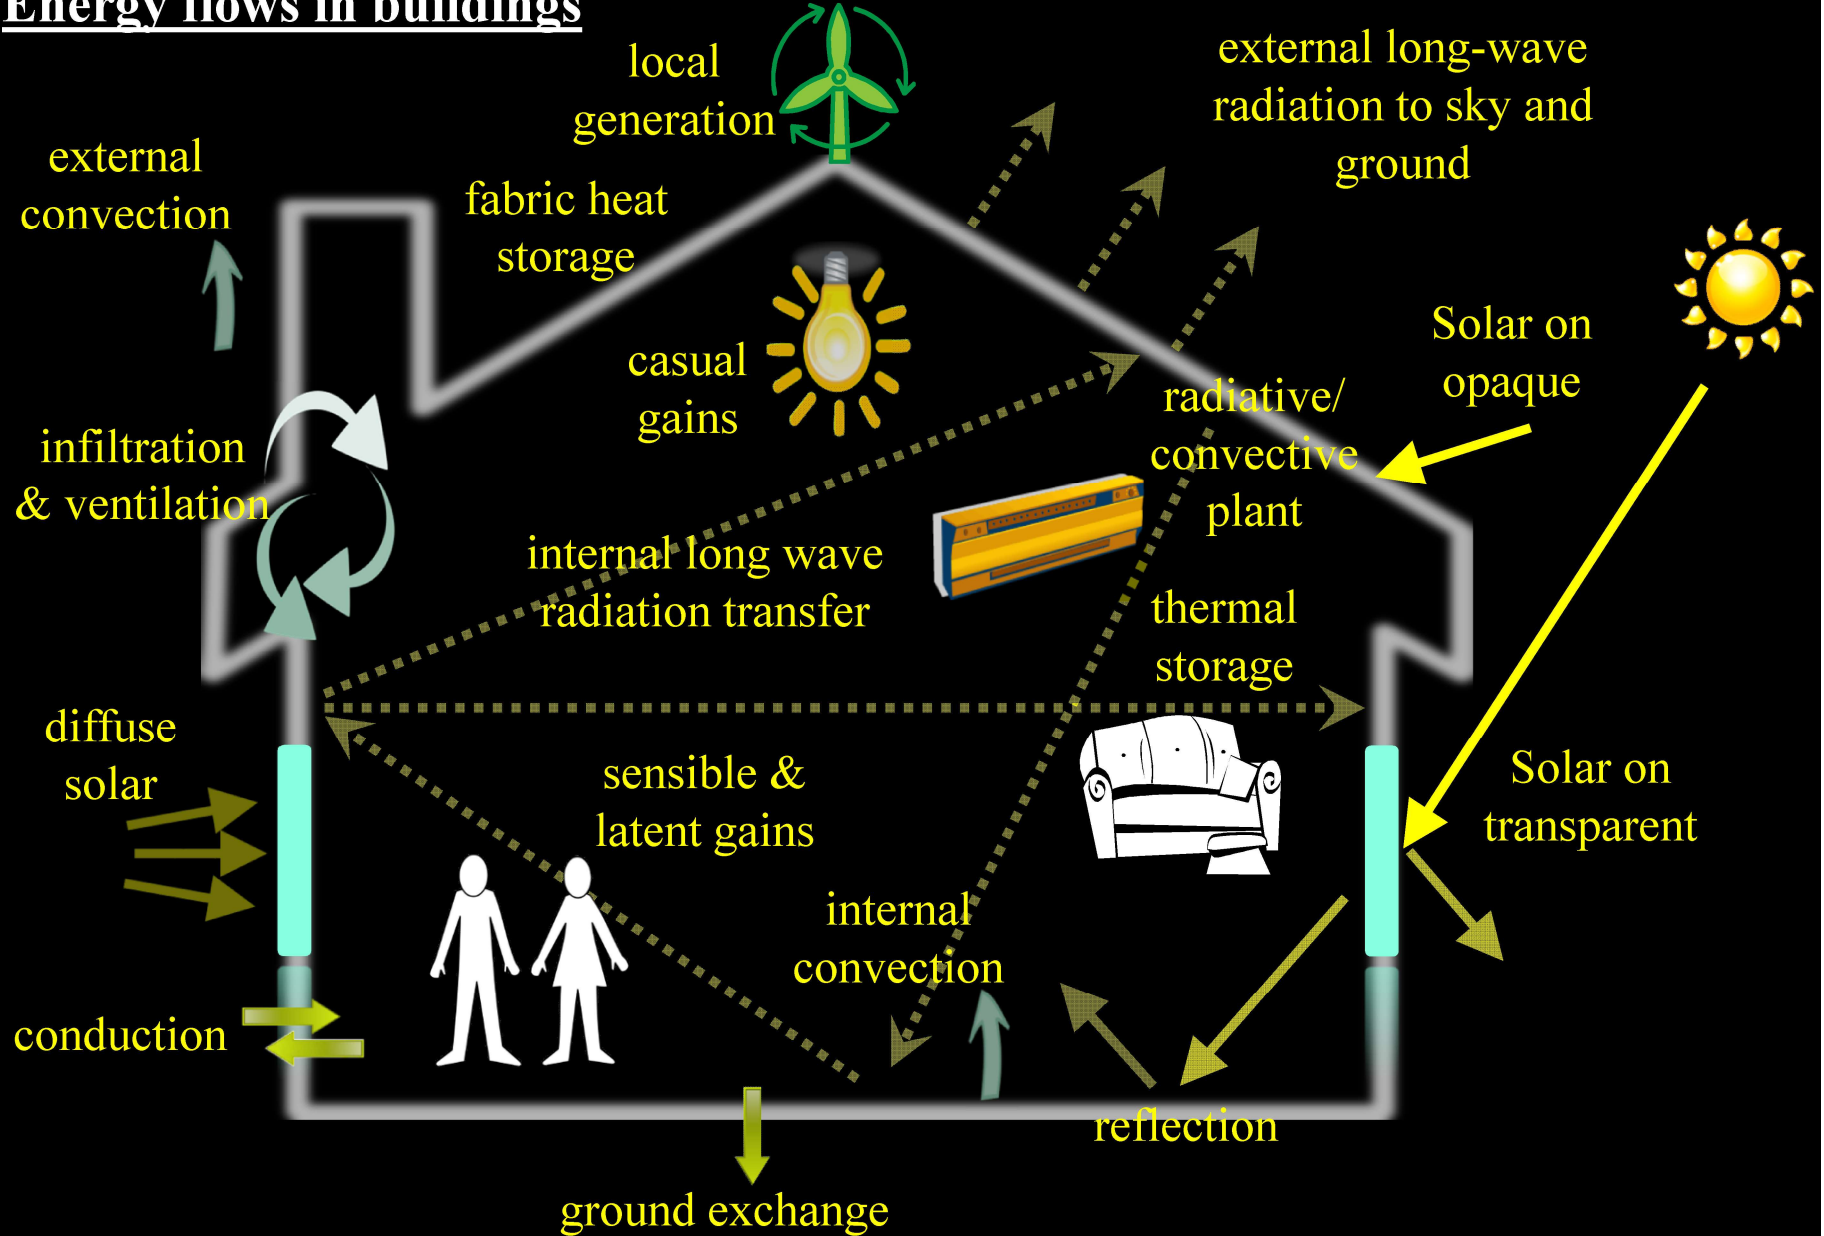 Energy flows in buildings
local
generation
external long-wave
radiation to sky and
ground
external
convection
fabric heat
storage
Solar on
opaque
casual
gains
radiative/
convective
plant
infiltration
& ventilation
internal long wave
radiation transfer
thermal
storage
diffuse
solar
sensible &
latent gains
Solar on
transparent
internal
convection
conduction
reflection
ground exchange